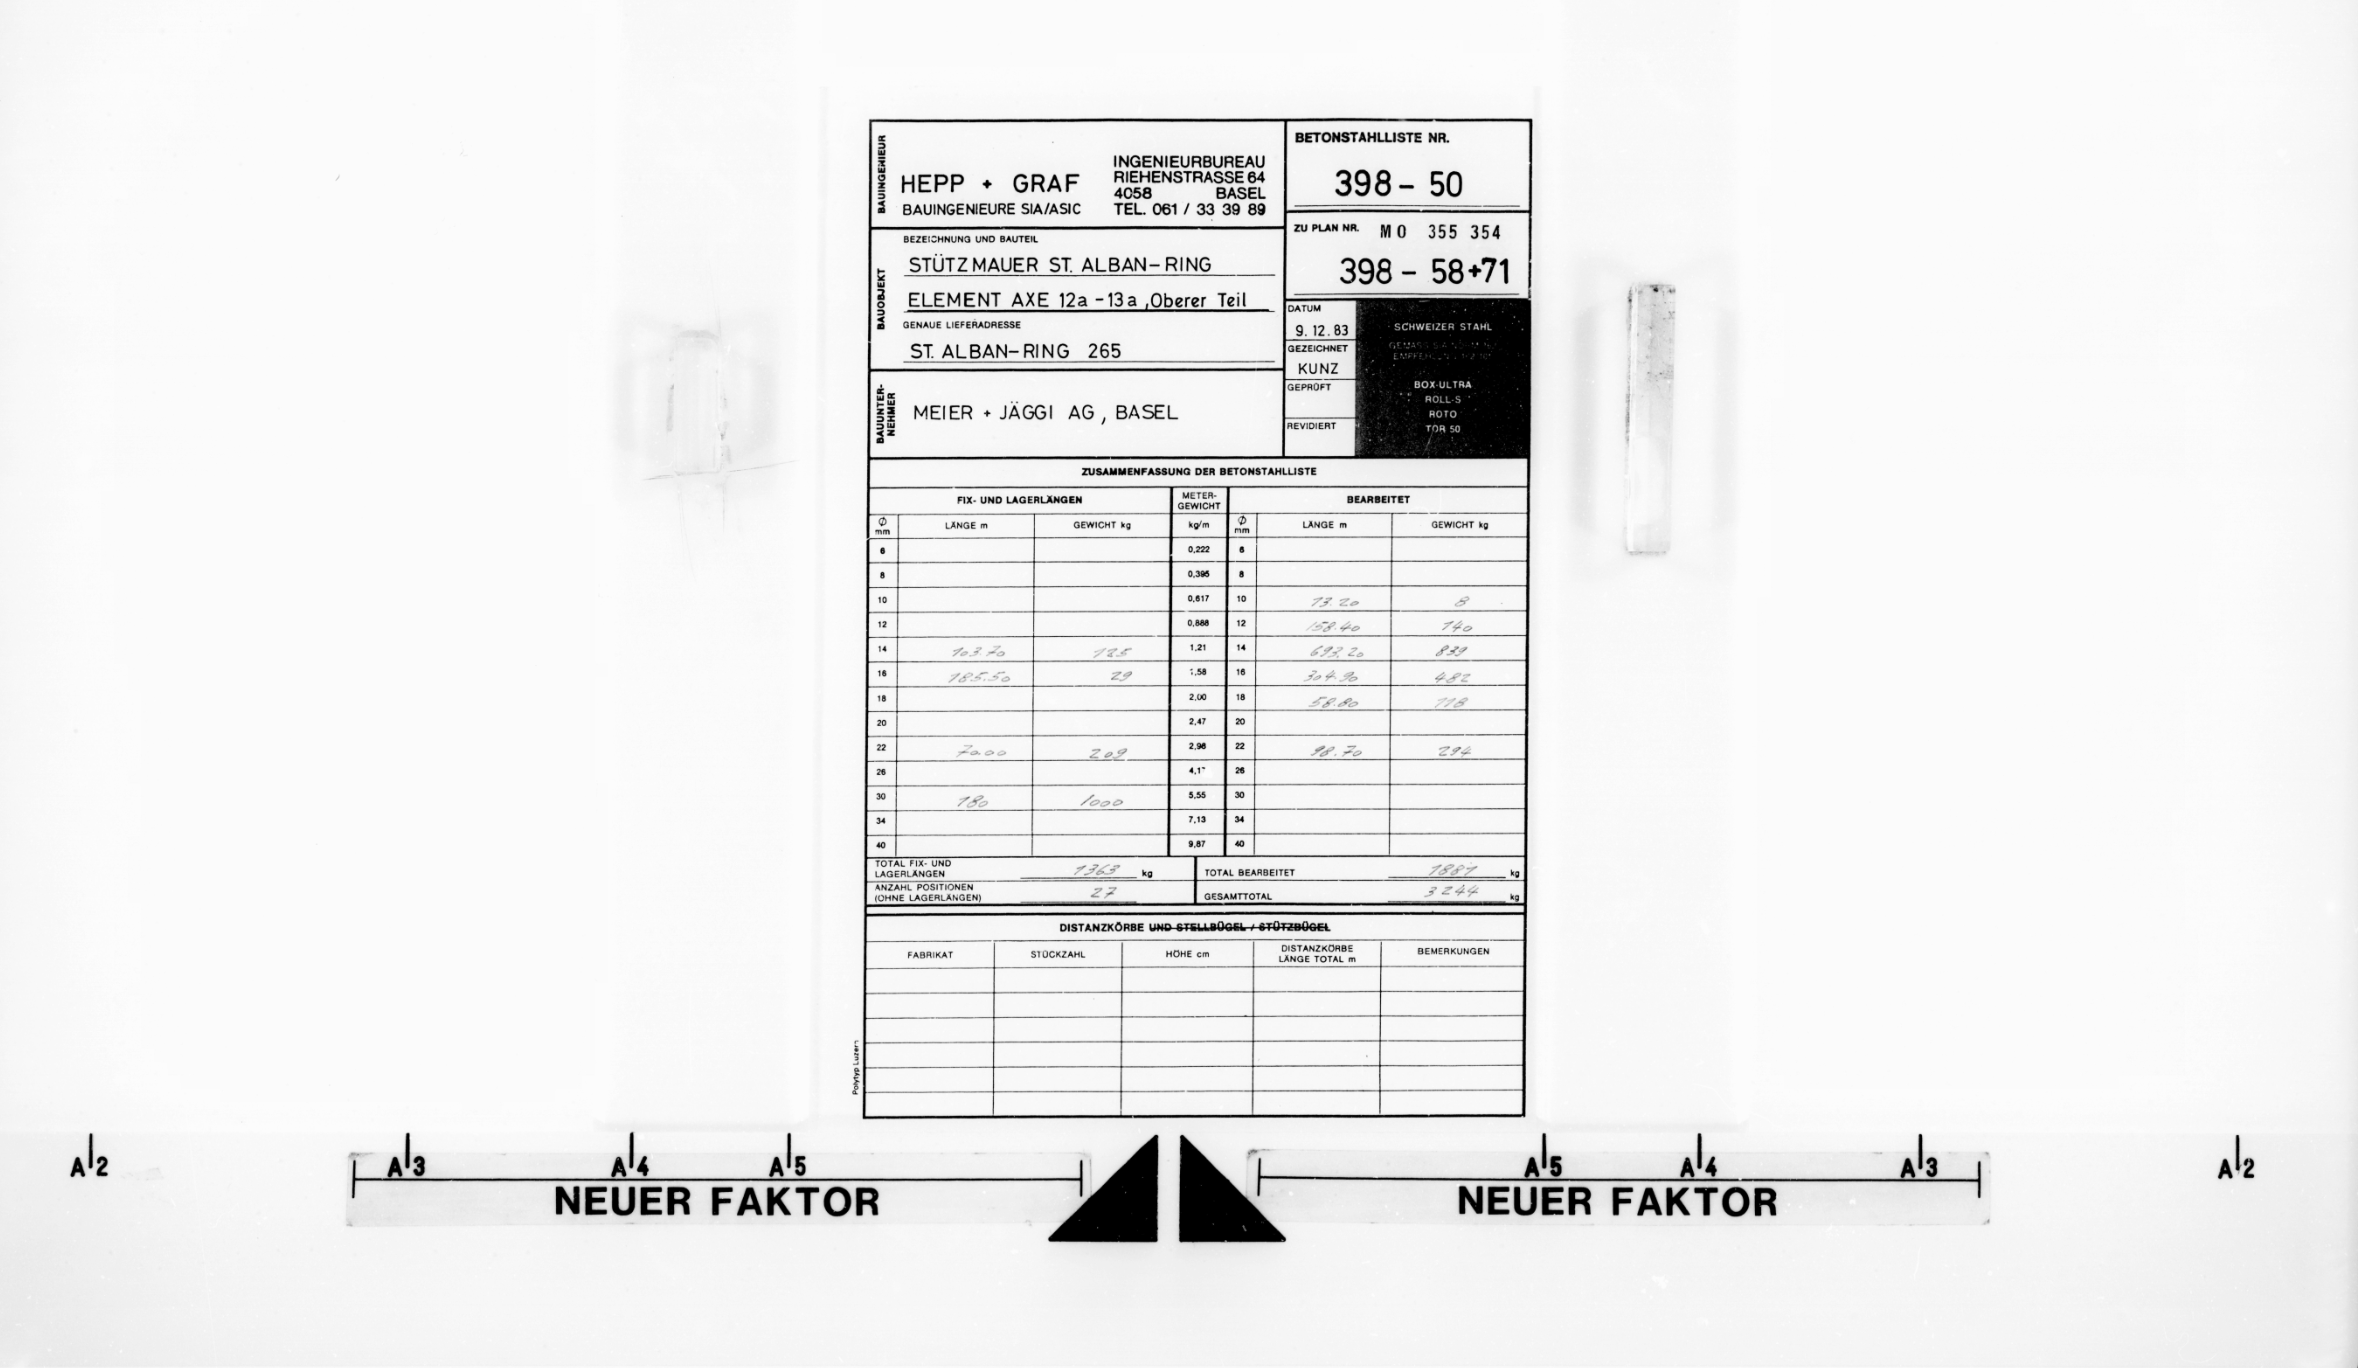 BAUINGENIEUR
HEPP + GRAF
BAUINGENIEURE SIA/ASIC
INGENIEURBUREAU
RIEHENSTRASSE 64
4058 BASEL
TEL. 061 / 33 39 89
BETONSTAHLLISTE NR.
398 - 50
ZU PLAN NR. MO 355 354
398 - 58+71
BAUOBJEKT
BEZEICHNUNG UND BAUTEIL
STÜTZMAUER ST. ALBAN-RING
ELEMENT AXE 12a - 13a, Oberer Teil
GENAUE LIEFERADRESSE
ST. ALBAN-RING 265
DATUM
9. 12. 83
GEZEICHNET
KUNZ
GEPRÜFT
REVIDIERT
SCHWEIZER STAHL
BOX-ULTRA
ROLL-S
ROTO
TOR 50
BAUUNTER-
NEHMER
MEIER + JÄGGI AG, BASEL
ZUSAMMENFASSUNG DER BETONSTAHLLISTE
FIX- UND LAGERLÄNGEN METER-GEWICHT BEARBEITET
Ø mm LÄNGE m GEWICHT kg kg/m Ø mm LÄNGE m GEWICHT kg
6 0,222 6
8 0,395 8
10 0,617 10 13.20 8
12 0,888 12 158.40 140
14 103.70 125 1,21 14 693.20 839
16 29 1,58 16 304.90 482
18 2,00 18 58.80 118
20 2,47 20
22 70.00 209 2,98 22 98.70 294
26 26
30 180 1000 5,55 30
34 7,13 34
40 9,87 40
TOTAL FIX- UND
LAGERLÄNGEN 1363 kg
TOTAL BEARBEITET 1881 kg
ANZAHL POSITIONEN
(OHNE LAGERLÄNGEN) 27
GESAMTTOTAL 3244 kg
DISTANZKÖRBE UND STELLBÜGEL / STÜTZBÜGEL
FABRIKAT STÜCKZAHL HÖHE cm DISTANZKÖRBE LÄNGE TOTAL m BEMERKUNGEN
Polytyp Luzern
A2 A3 A4 A5 A5 A4 A3 A2
NEUER FAKTOR NEUER FAKTOR